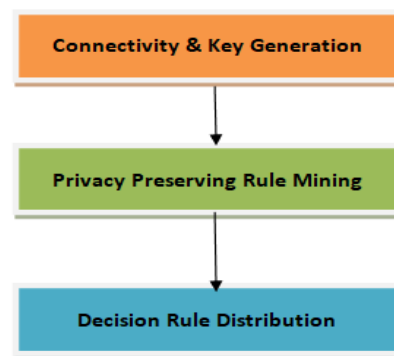 Connectivity & Key Generation
Privacy Preserving Rule Mining
Decision Rule Distribution